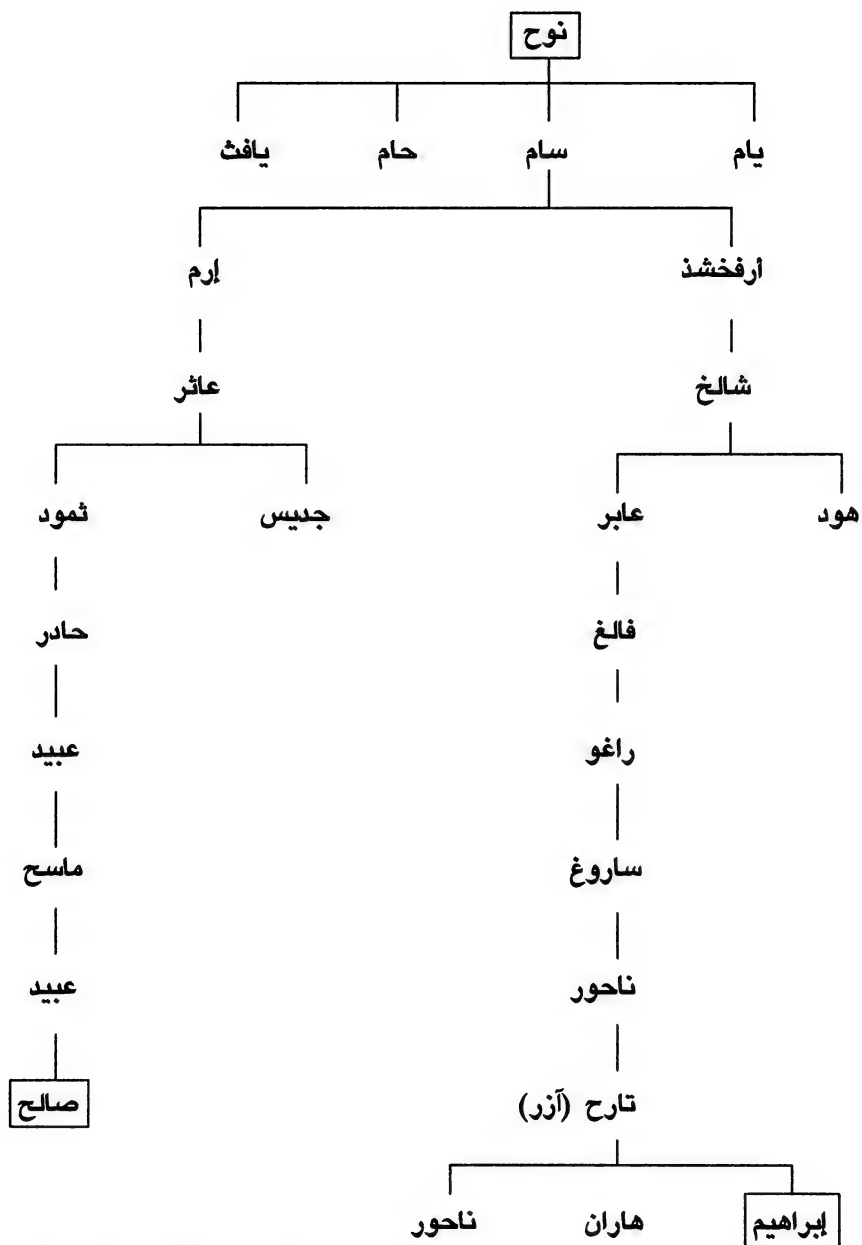 نوح
يام سام حام يافث
أرفخشذ إرم
شالخ عاثر
هود عابر جديس ثمود
فالغ حادر
راغو عبيد
ساروغ ماسح
ناحور عبيد
تارح (آزر) صالح
إبراهيم هاران ناحور